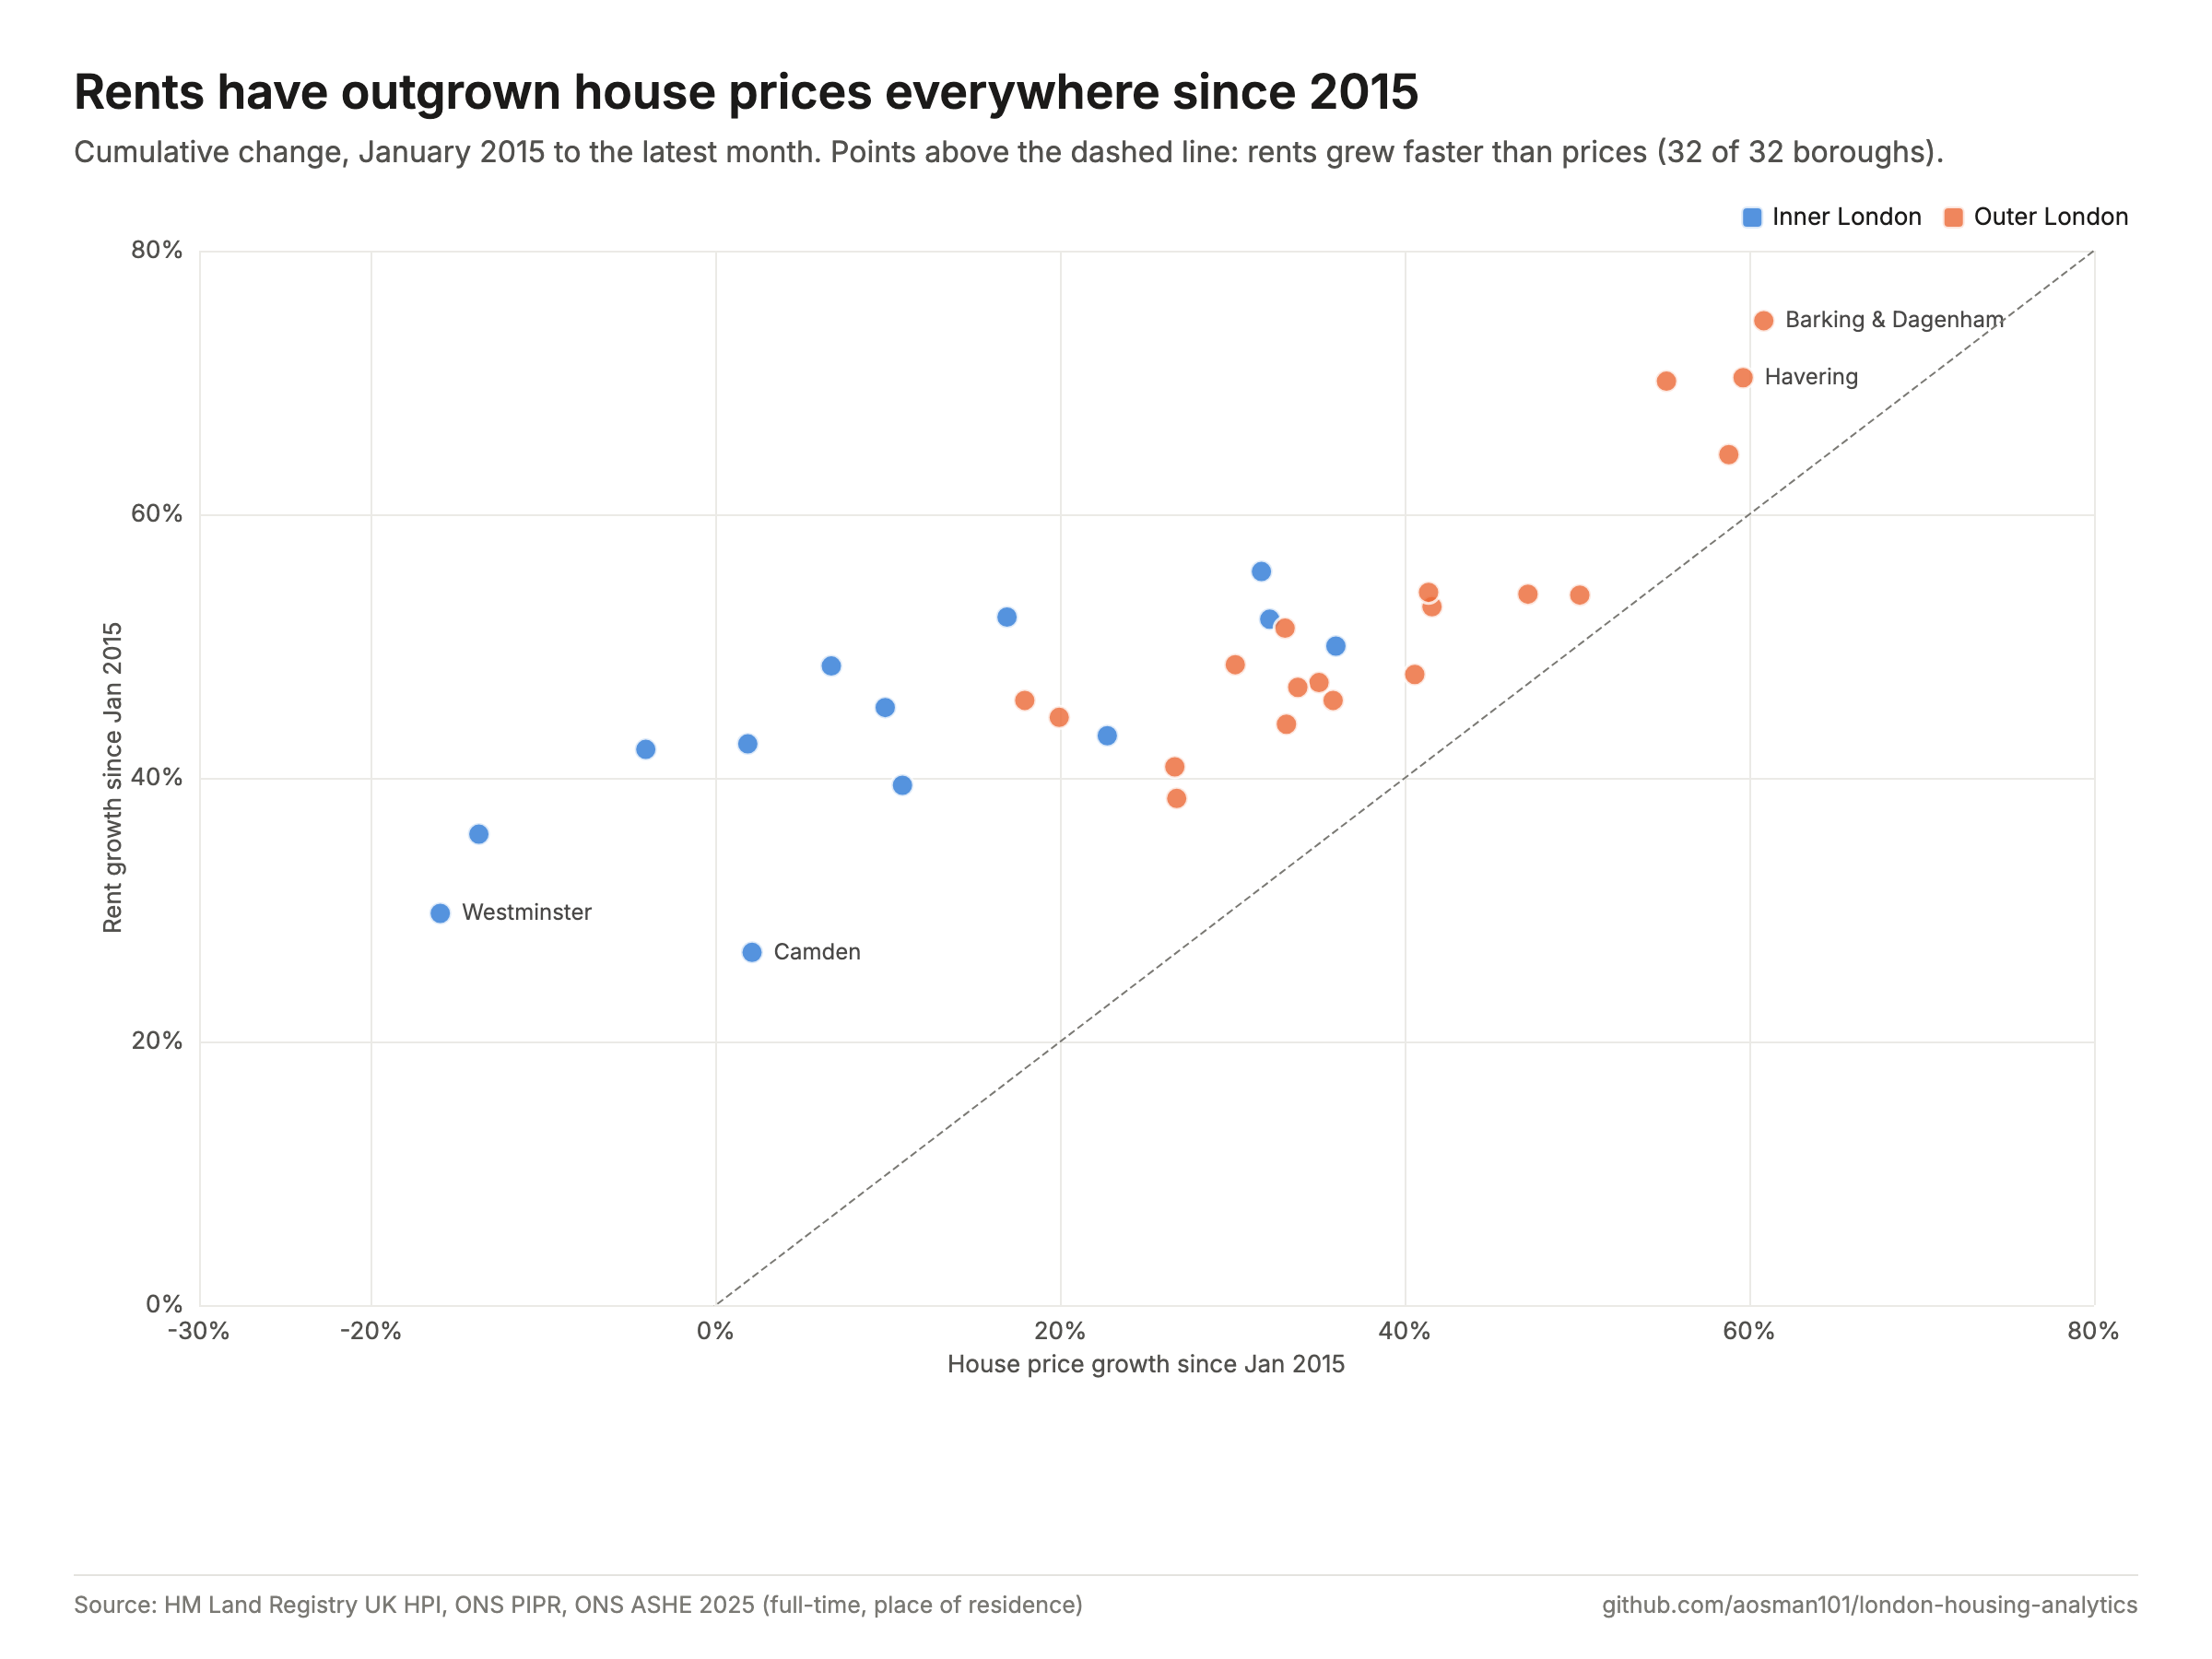 Rents have outgrown house prices everywhere since 2015
Cumulative change, January 2015 to the latest month. Points above the dashed line: rents grew faster than prices (32 of 32 boroughs).
Inner London
Outer London
80%
60%
40%
20%
0%
Rent growth since Jan 2015
Barking & Dagenham
Havering
Westminster
Camden
-30%
-20%
0%
20%
40%
60%
80%
House price growth since Jan 2015
Source: HM Land Registry UK HPI, ONS PIPR, ONS ASHE 2025 (full-time, place of residence)
github.com/aosman101/london-housing-analytics